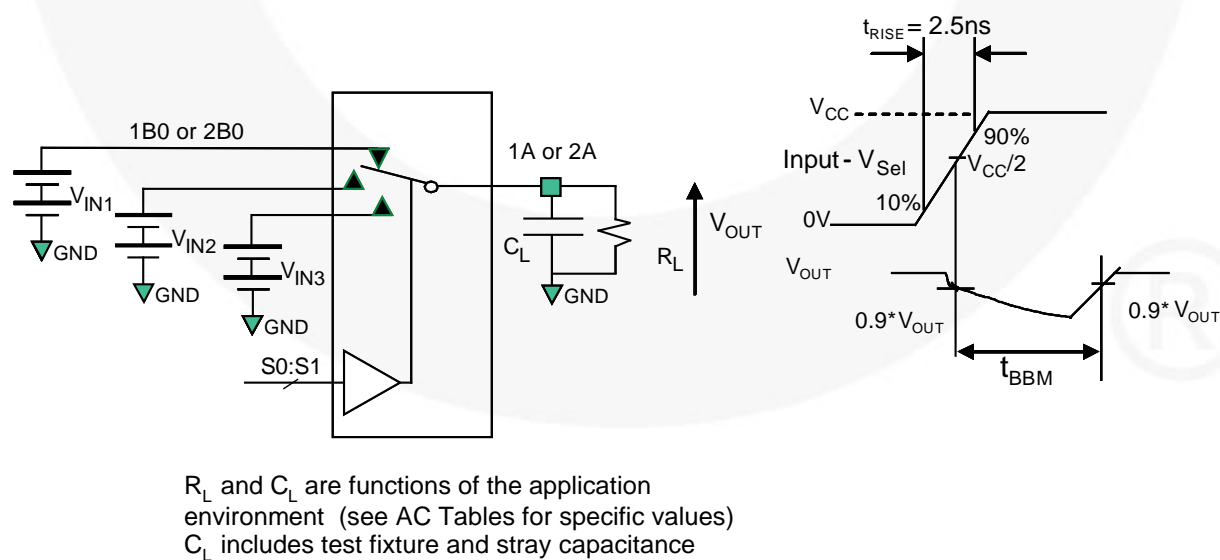 t_RISE = 2.5ns
1B0 or 2B0
1A or 2A
V_CC
90%
Input - V_Sel
V_CC/2
10%
0V
V_IN1
V_IN2
V_IN3
GND
GND
GND
C_L
R_L
V_OUT
GND
V_OUT
0.9* V_OUT
0.9* V_OUT
t_BBM
S0:S1
R_L and C_L are functions of the application
environment (see AC Tables for specific values)
C_L includes test fixture and stray capacitance
®